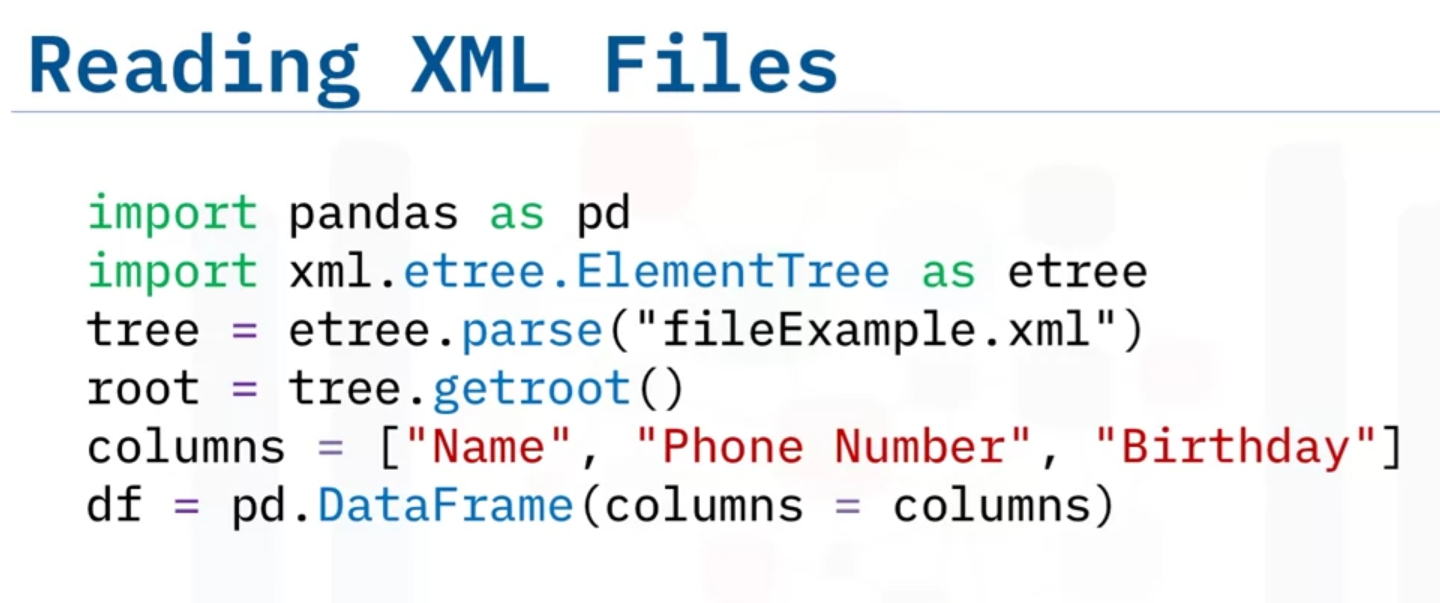 Reading XML Files
import pandas as pd
import xml.etree.ElementTree as etree
tree = etree.parse("fileExample.xml")
root = tree.getroot()
columns = ["Name", "Phone Number", "Birthday"]
df = pd.DataFrame(columns = columns)